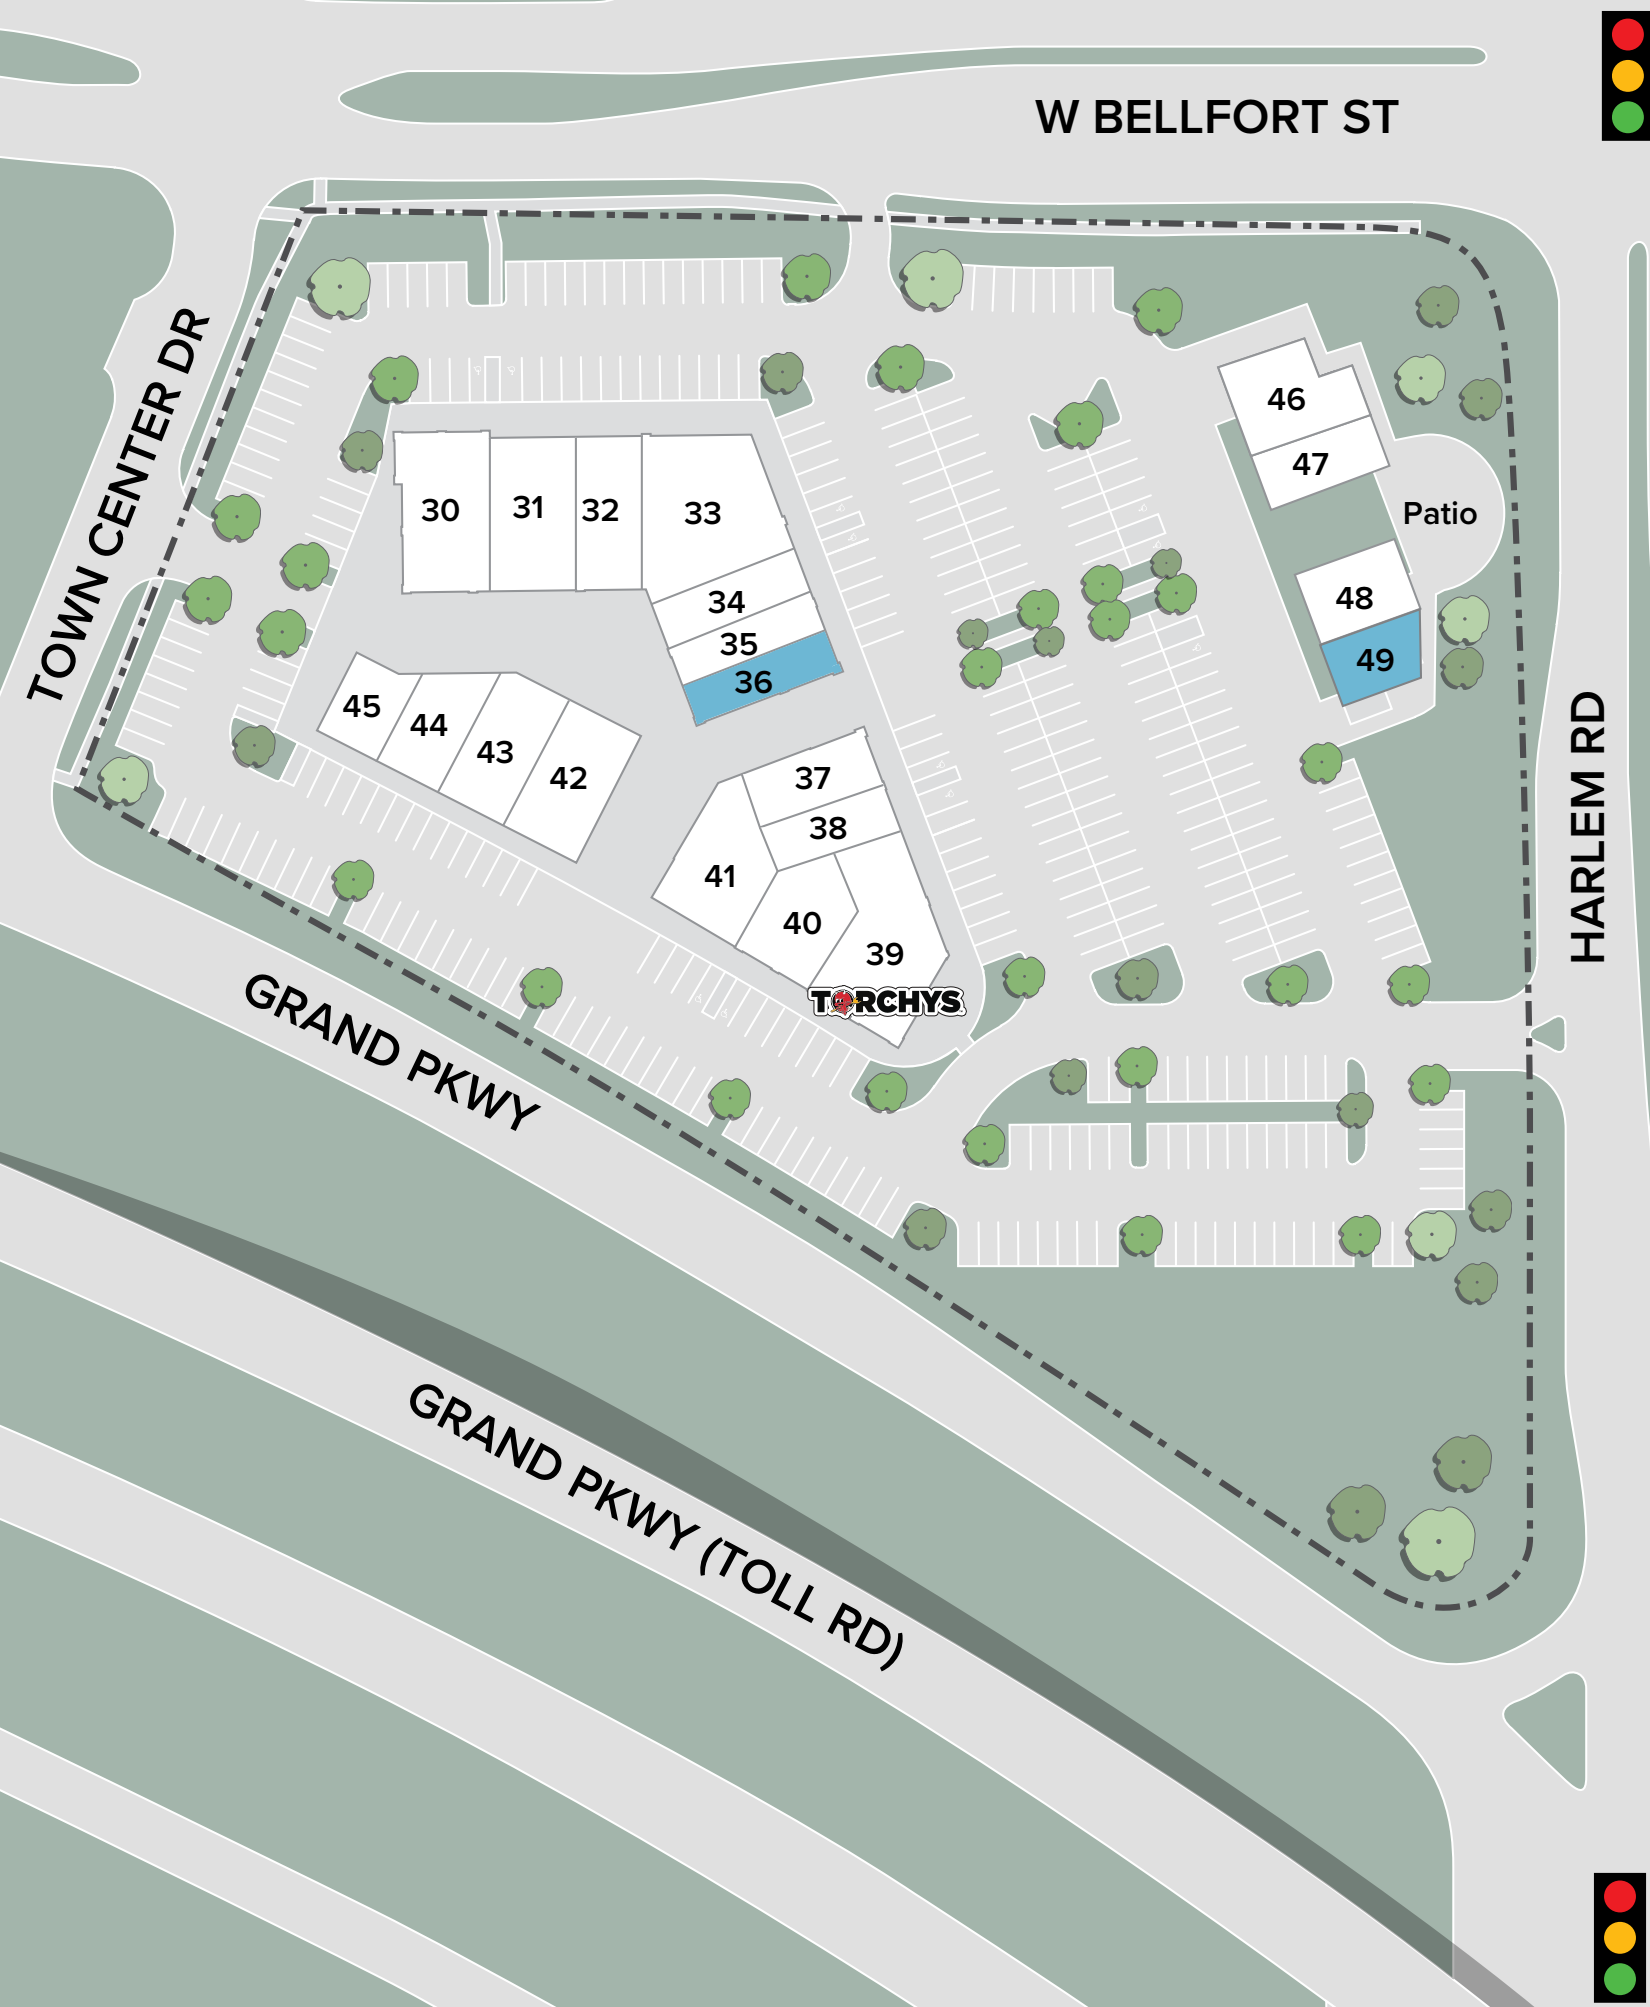 W BELLFORT ST
TOWN CENTER DR
46
47
30
31
32
33
Patio
34
35
36
48
49
45
44
43
42
37
38
41
40
39
TORCHYS
HARLEM RD
GRAND PKWY
GRAND PKWY (TOLL RD)